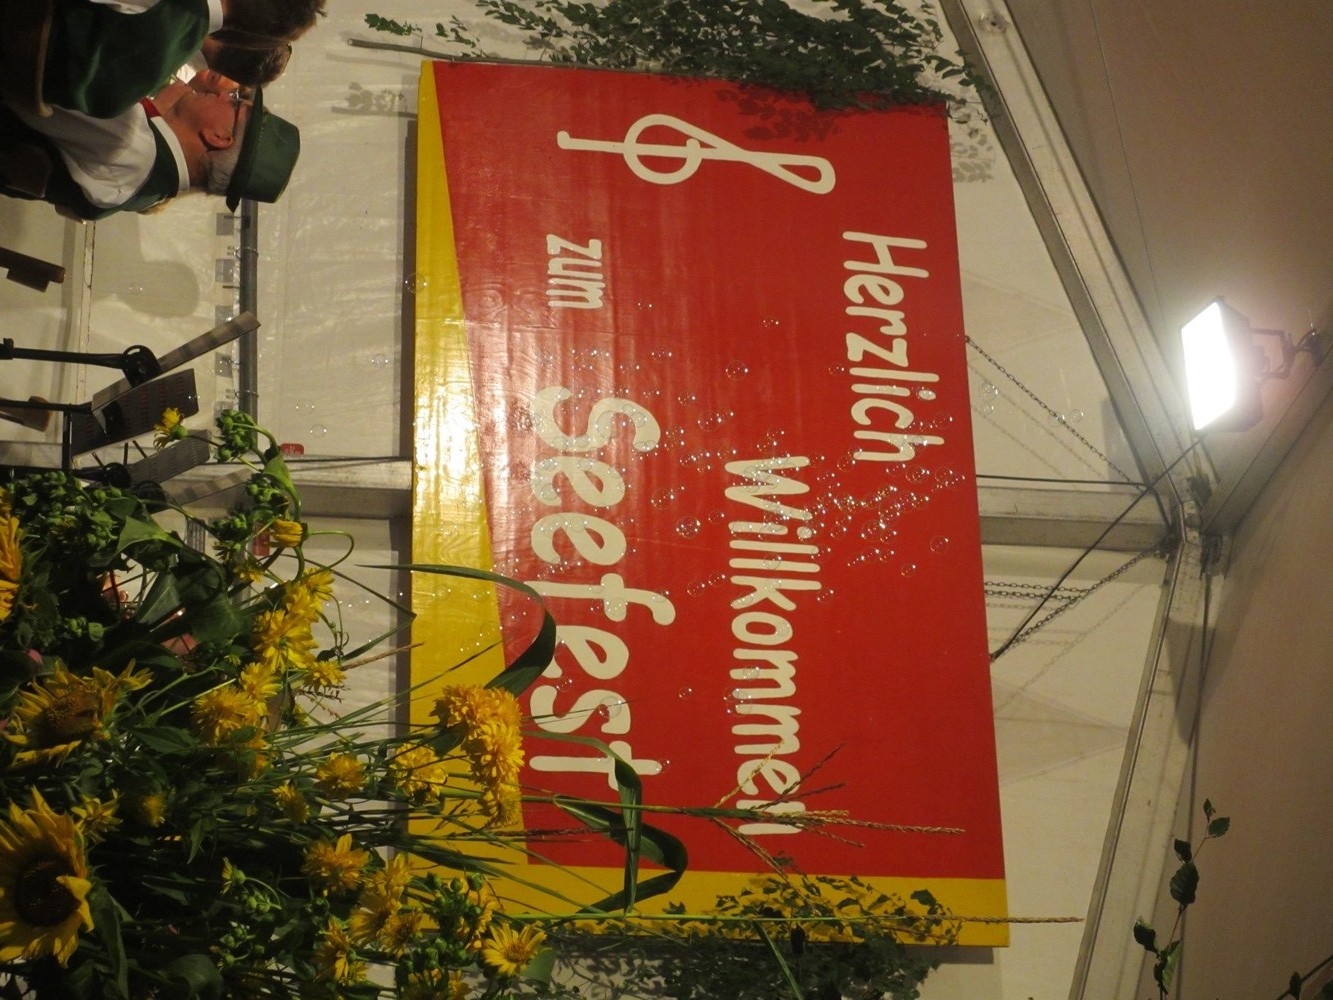 Herzlich
Willkommen
zum
Seefest